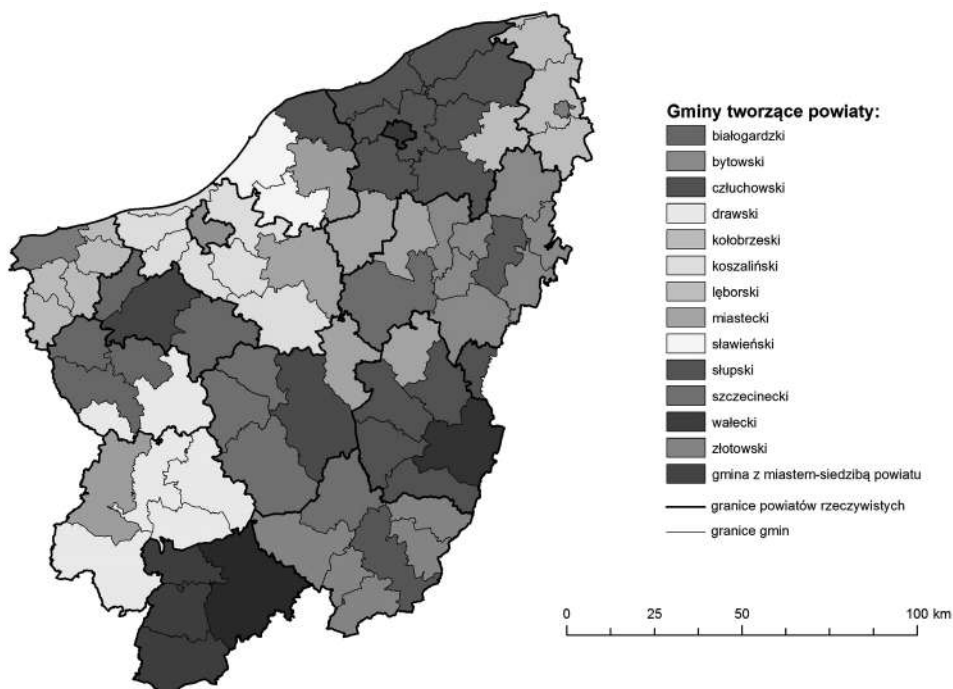 Gminy tworzące powiaty:
białogardzki
bytowski
człuchowski
drawski
kołobrzeski
koszaliński
lęborski
miastecki
sławieński
słupski
szczecinecki
wałecki
złotowski
gmina z miastem-siedzibą powiatu
granice powiatów rzeczywistych
granice gmin
0 25 50 100 km